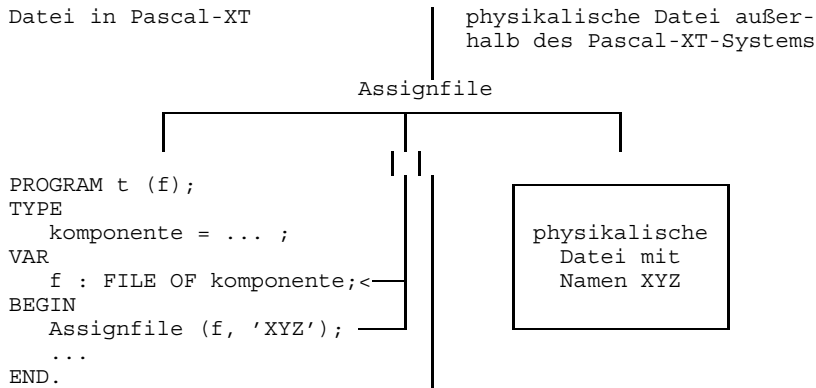 Datei in Pascal-XT
physikalische Datei außer-
halb des Pascal-XT-Systems
Assignfile
PROGRAM t (f);
TYPE
komponente = ... ;
VAR
f : FILE OF komponente;<
BEGIN
Assignfile (f, 'XYZ');
...
END.
physikalische
Datei mit
Namen XYZ